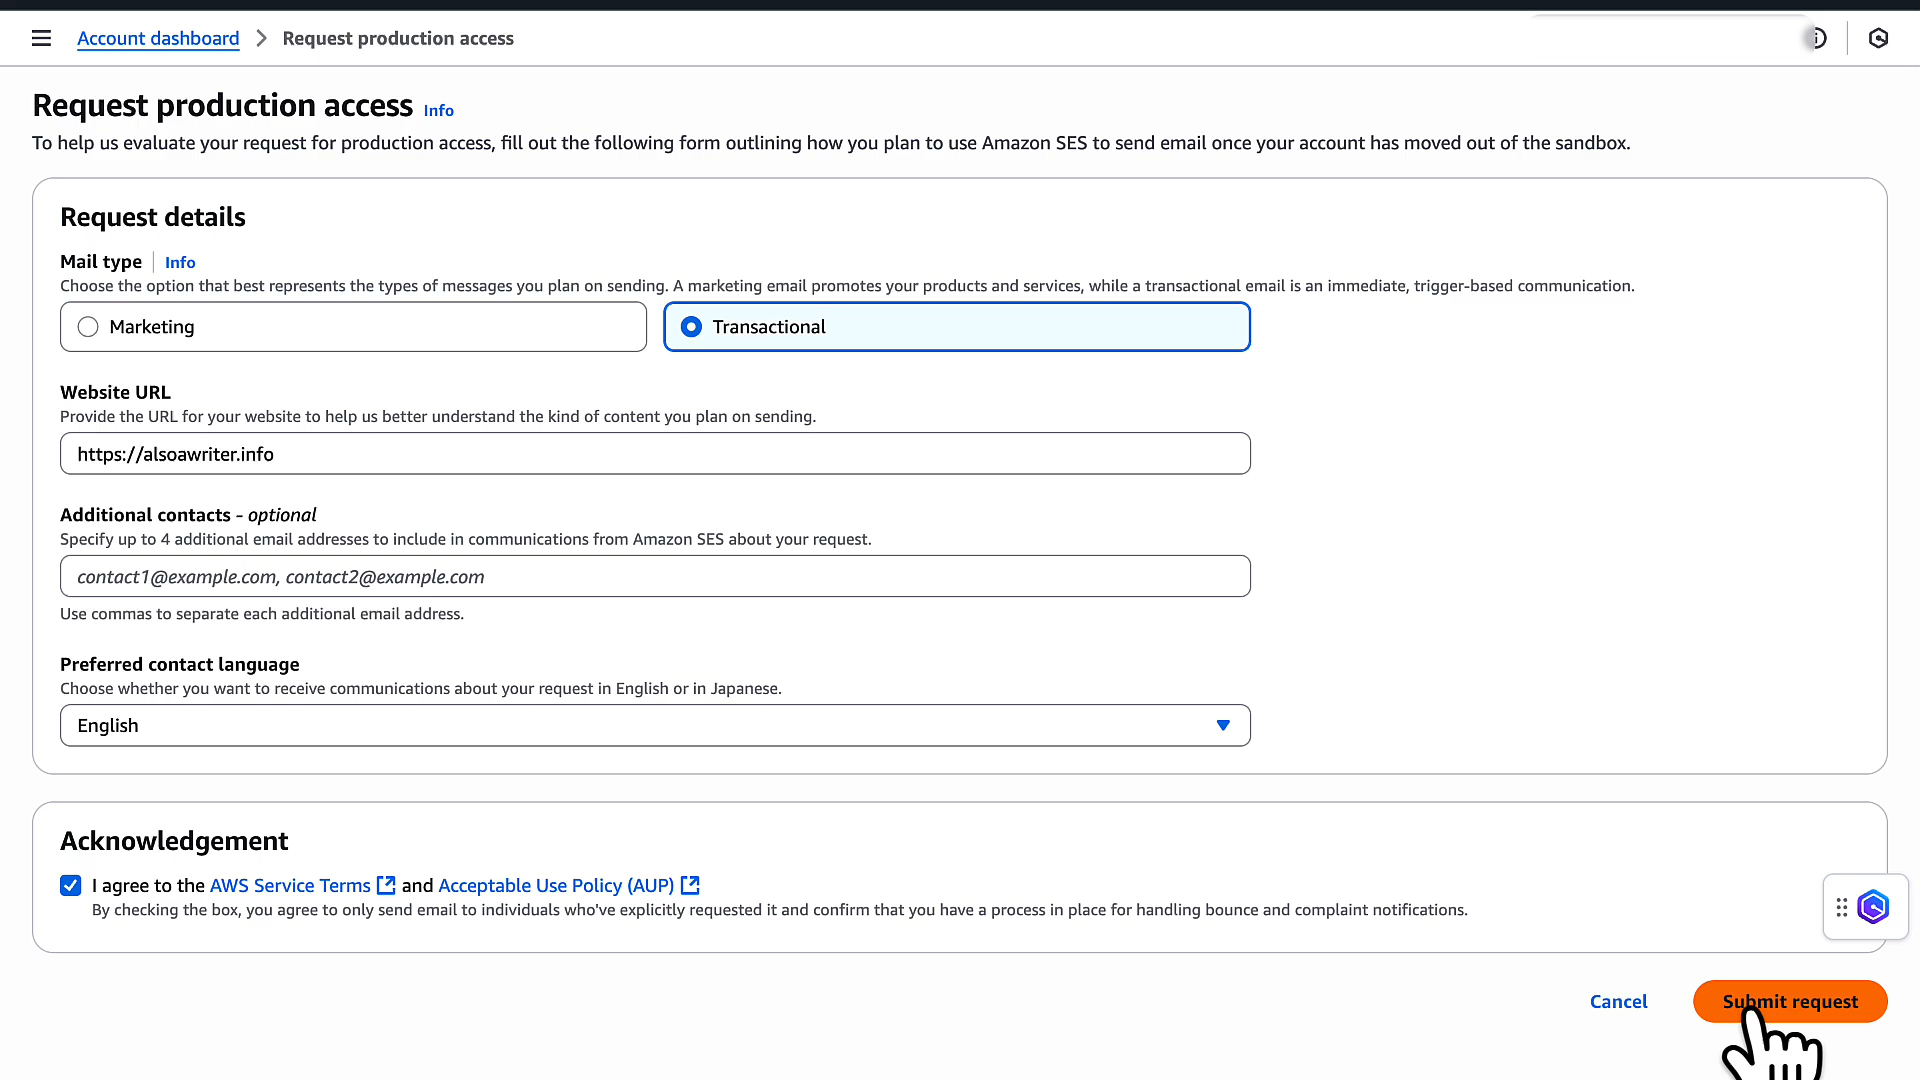 Account dashboard > Request production access
Request production access Info
To help us evaluate your request for production access, fill out the following form outlining how you plan to use Amazon SES to send email once your account has moved out of the sandbox.
Request details
Mail type Info
Choose the option that best represents the types of messages you plan on sending. A marketing email promotes your products and services, while a transactional email is an immediate, trigger-based communication.
Marketing Transactional
Website URL
Provide the URL for your website to help us better understand the kind of content you plan on sending.
https://alsoawriter.info
Additional contacts - optional
Specify up to 4 additional email addresses to include in communications from Amazon SES about your request.
contact1@example.com, contact2@example.com
Use commas to separate each additional email address.
Preferred contact language
Choose whether you want to receive communications about your request in English or in Japanese.
English
Acknowledgement
I agree to the AWS Service Terms and Acceptable Use Policy (AUP)
By checking the box, you agree to only send email to individuals who've explicitly requested it and confirm that you have a process in place for handling bounce and complaint notifications.
Cancel Submit request